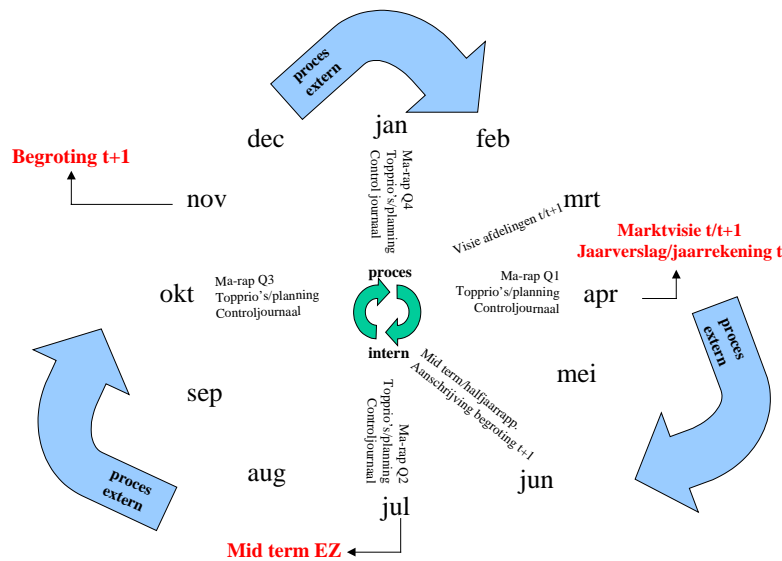 proces
extern
jan
dec
feb
Begroting t+1
nov
mrt
Ma-rap Q4
Topprio's/planning
Control journaal
Visie afdelingen t/t+1
Marktvisie t/t+1
Jaarverslag/jaarrekening t
okt
Ma-rap Q3
Topprio's/planning
Controljournaal
proces
intern
Ma-rap Q1
Topprio's/planning
Controljournaal
apr
proces
extern
Mid term/halfjaarrapp.
Aanschrijving begroting t+1
mei
sep
Ma-rap Q2
Topprio's/planning
Controljournaal
aug
jun
proces
extern
jul
Mid term EZ